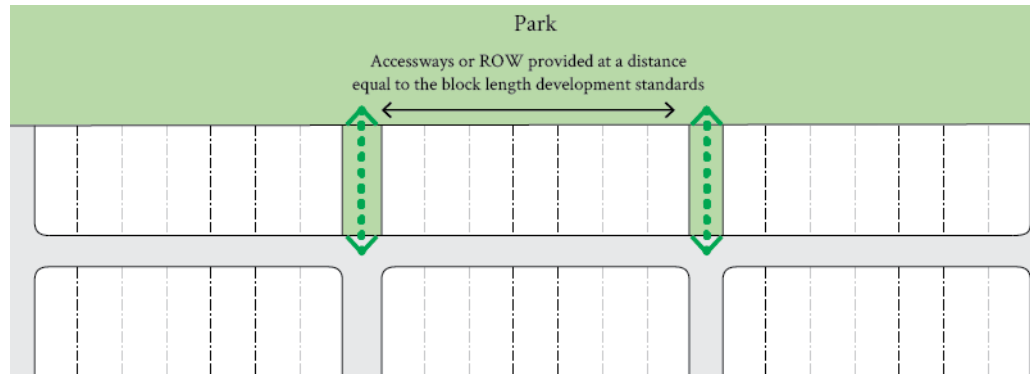 Park
Accessways or ROW provided at a distance
equal to the block length development standards